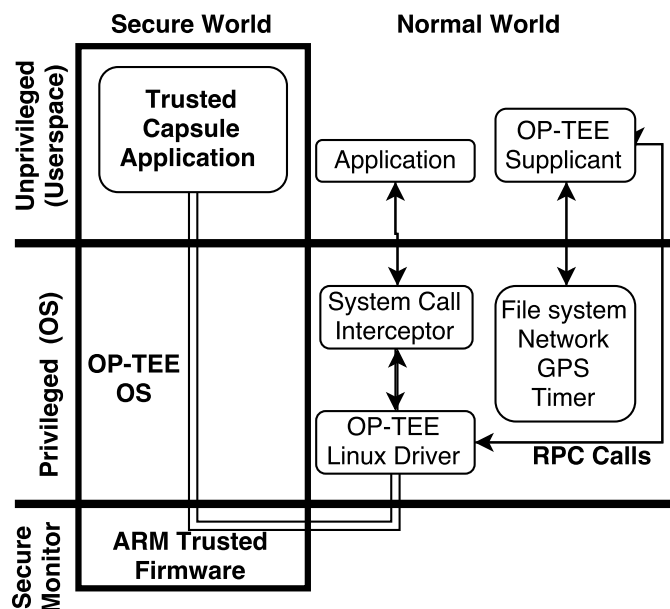 Secure World
Normal World
Unprivileged
(Userspace)
Trusted
Capsule
Application
Application
OP-TEE
Supplicant
Privileged (OS)
OP-TEE
OS
System Call
Interceptor
File system
Network
GPS
Timer
OP-TEE
Linux Driver
RPC Calls
Secure
Monitor
ARM Trusted
Firmware